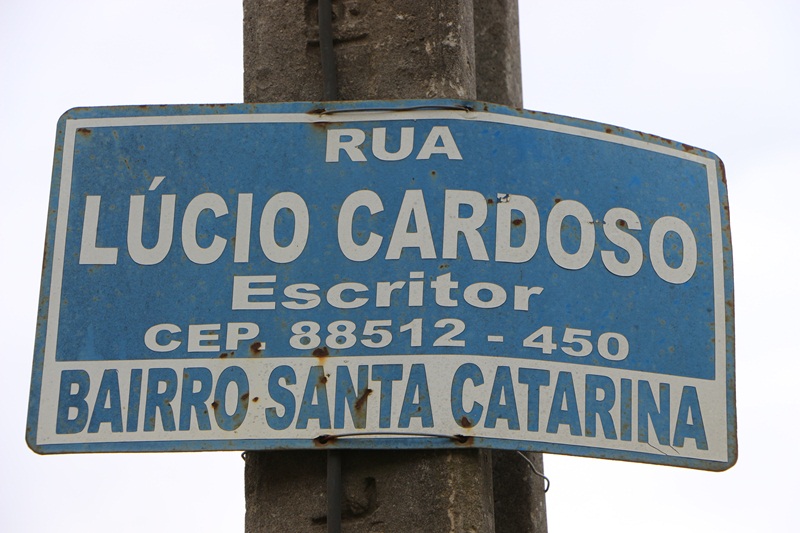 RUA
LÚCIO CARDOSO
Escritor
CEP. 88512 - 450
BAIRRO SANTA CATARINA